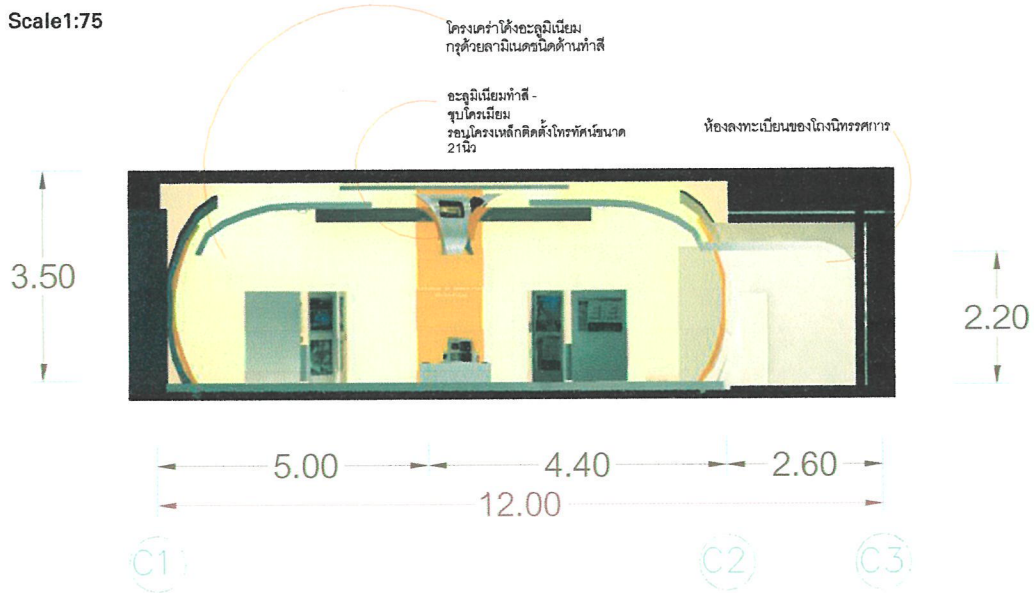 Scale1:75
โครงเคร่าโค้งอะลูมิเนียม
กรุด้วยลามิเนตชนิดด้านทำสี
อะลูมิเนียมทำสี -
ชุบโครเมียม
รอบโครงเหล็กติดตั้งโทรทัศน์ขนาด
21นิ้ว
ห้องลงทะเบียนของโถงนิทรรศการ
3.50
2.20
5.00
4.40
2.60
12.00
C1
C2
C3